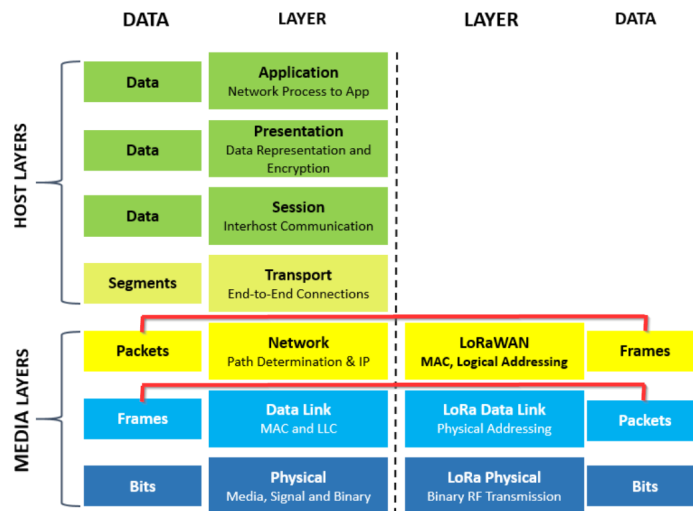 DATA LAYER LAYER DATA
HOST LAYERS
Data
Application
Network Process to App
Data
Presentation
Data Representation and
Encryption
Data
Session
Interhost Communication
Segments
Transport
End-to-End Connections
MEDIA LAYERS
Packets
Network
Path Determination & IP
LoRaWAN
MAC, Logical Addressing
Frames
Frames
Data Link
MAC and LLC
LoRa Data Link
Physical Addressing
Packets
Bits
Physical
Media, Signal and Binary
LoRa Physical
Binary RF Transmission
Bits